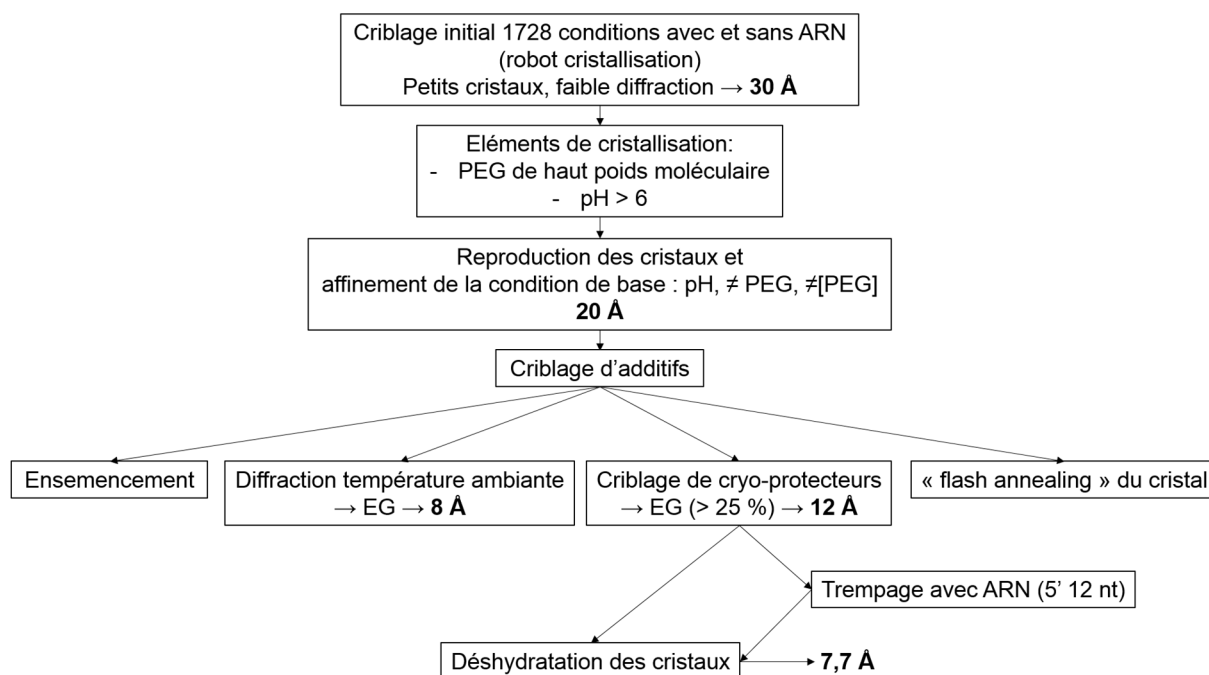 Criblage initial 1728 conditions avec et sans ARN
(robot cristallisation)
Petits cristaux, faible diffraction → 30 Å
Eléments de cristallisation:
- PEG de haut poids moléculaire
- pH > 6
Reproduction des cristaux et
affinement de la condition de base : pH, ≠ PEG, ≠[PEG]
20 Å
Criblage d’additifs
Ensemencement
Diffraction température ambiante
→ EG → 8 Å
Criblage de cryo-protecteurs
→ EG (> 25 %) → 12 Å
« flash annealing » du cristal
Trempage avec ARN (5’ 12 nt)
Déshydratation des cristaux
7,7 Å